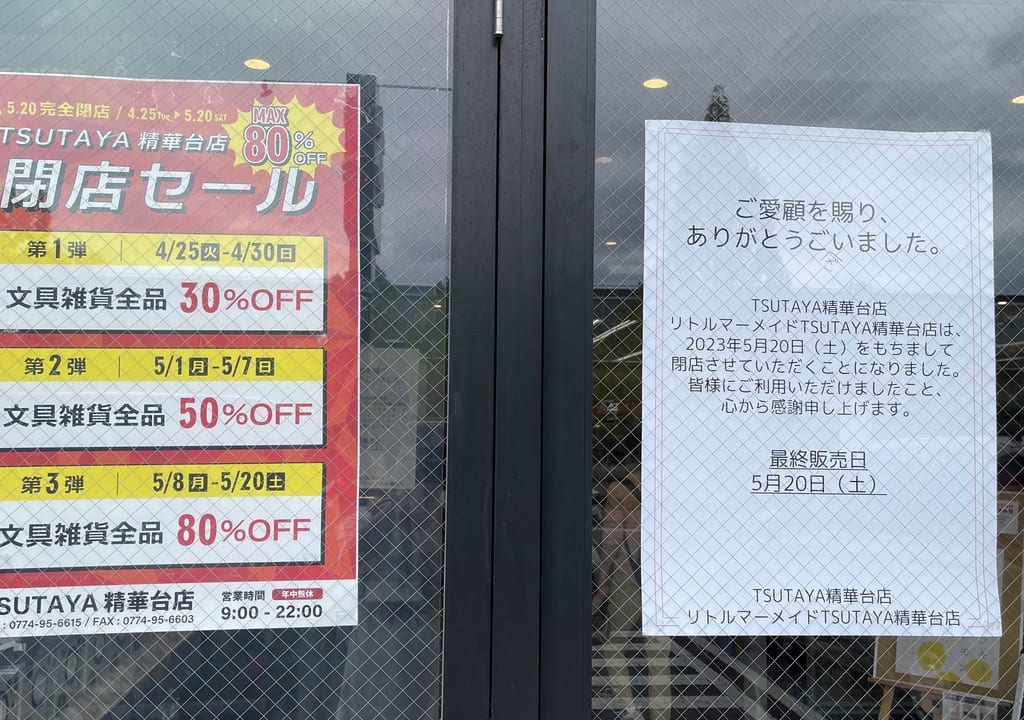 5.20 完全閉店 / 4.25 TUE ▶ 5.20 SAT
TSUTAYA 精華台店
MAX
80%
OFF
閉店セール
第1弾 | 4/25火-4/30日
文具雑貨全品 30%OFF
第2弾 | 5/1月-5/7日
文具雑貨全品 50%OFF
第3弾 | 5/8月-5/20土
文具雑貨全品 80%OFF
SUTAYA 精華台店
: 0774-95-6615 / FAX : 0774-95-6603
営業時間 年中無休
9:00 - 22:00
ご愛顧を賜り、
ありがとうございました。
TSUTAYA精華台店
リトルマーメイドTSUTAYA精華台店は、
2023年5月20日（土）をもちまして
閉店させていただくことになりました。
皆様にご利用いただけましたこと、
心から感謝申し上げます。
最終販売日
5月20日（土）
TSUTAYA精華台店
リトルマーメイドTSUTAYA精華台店